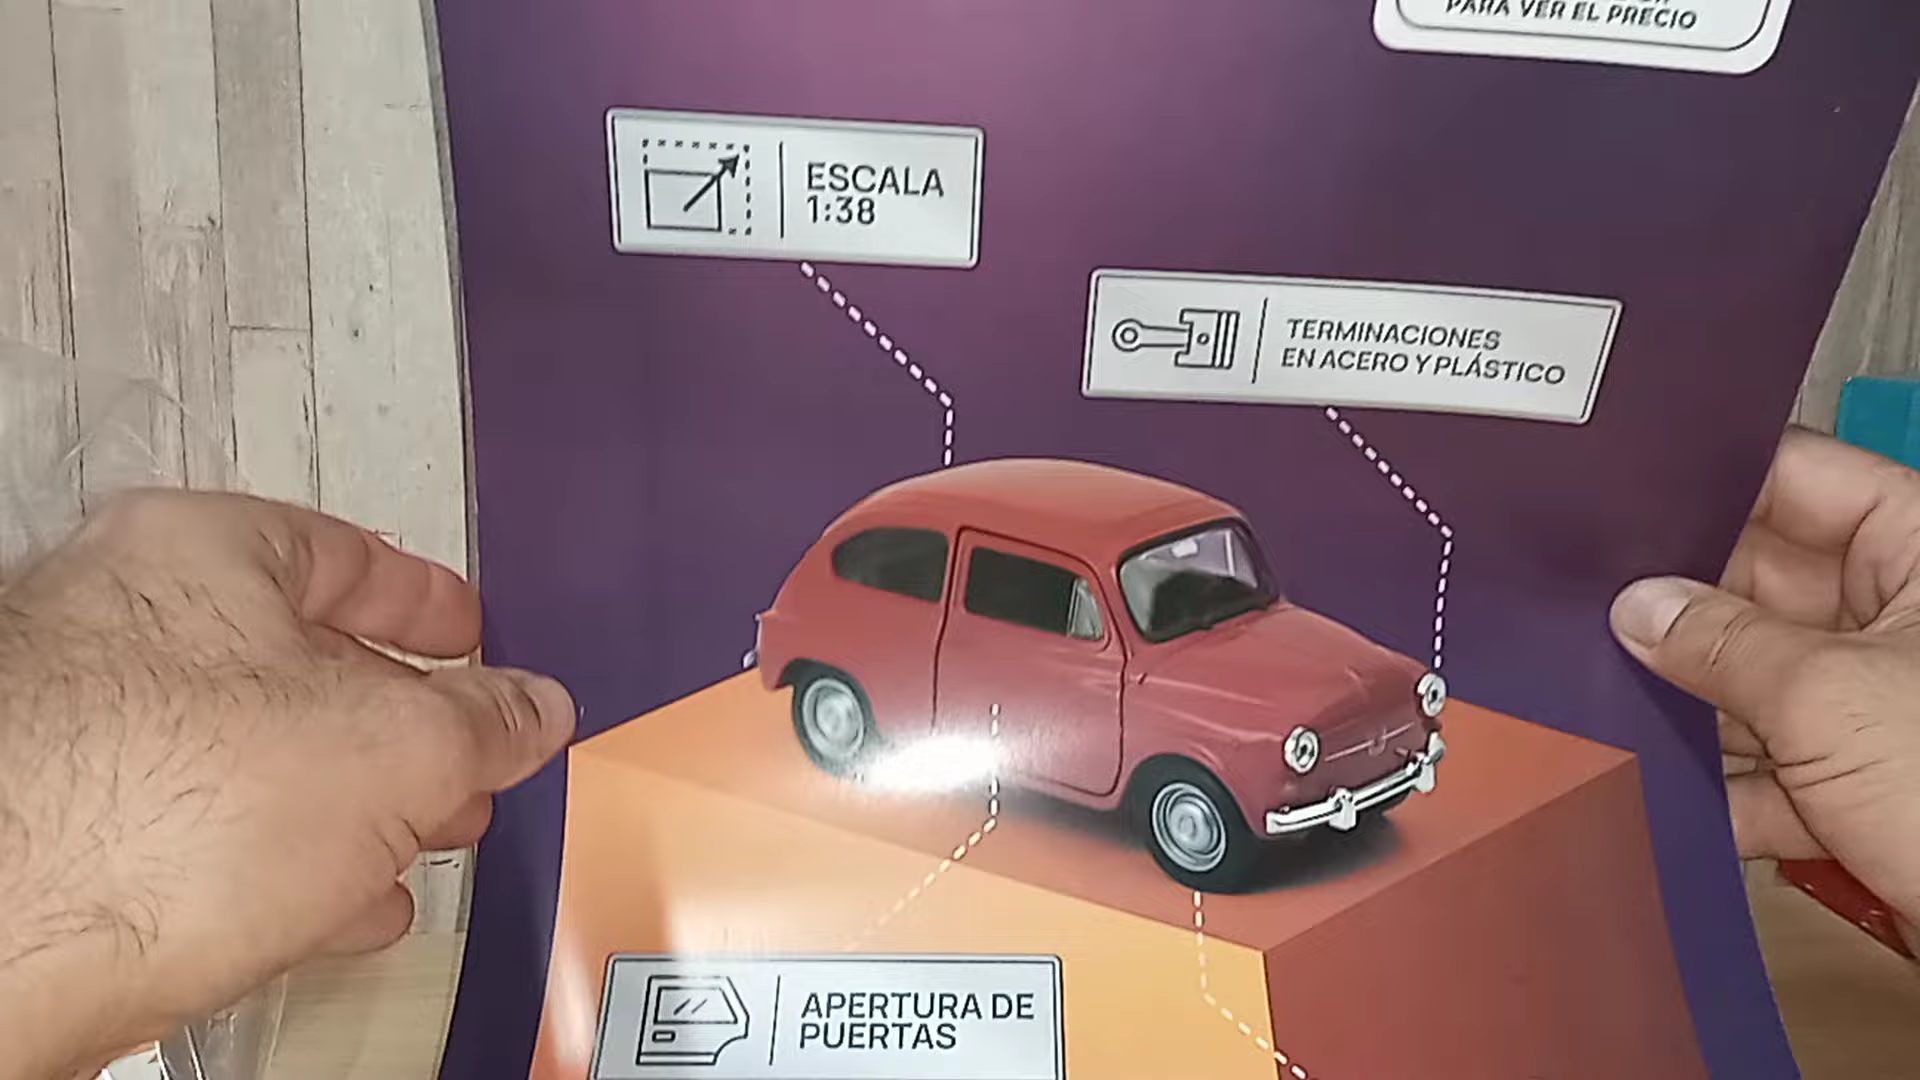 PARA VER EL PRECIO
ESCALA
1:38
TERMINACIONES
EN ACERO Y PLÁSTICO
APERTURA DE
PUERTAS